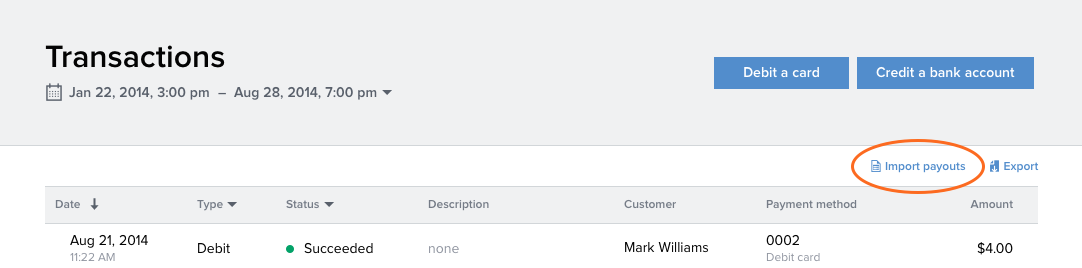 Transactions
Jan 22, 2014, 3:00 pm – Aug 28, 2014, 7:00 pm
Debit a card
Credit a bank account
Import payouts
Export
Date Type Status Description Customer Payment method Amount
Aug 21, 2014 Debit Succeeded none Mark Williams 0002 $4.00
11:22 AM Debit card